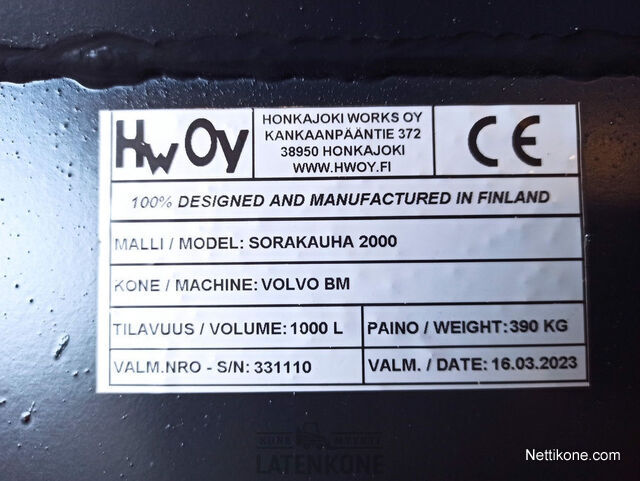 HwOy
HONKAJOKI WORKS OY
KANKAANPÄÄNTIE 372
38950 HONKAJOKI
WWW.HWOY.FI
CE
100% DESIGNED AND MANUFACTURED IN FINLAND
MALLI / MODEL: SORAKAUHA 2000
KONE / MACHINE: VOLVO BM
TILAVUUS / VOLUME: 1000 L
PAINO / WEIGHT: 390 KG
VALM.NRO - S/N: 331110
VALM. / DATE: 16.03.2023
KONE MYYNTI
LATENKONE
Nettikone.com